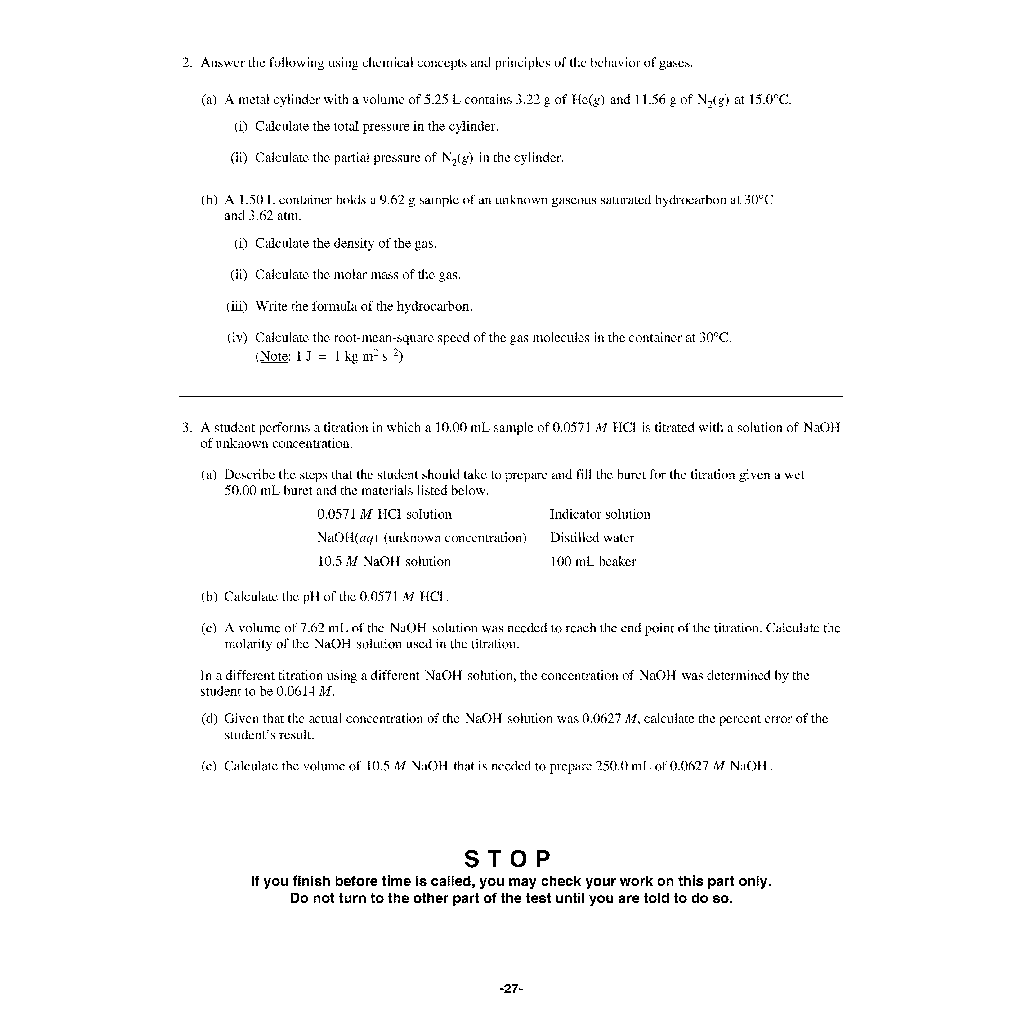 2. Answer the following using chemical concepts and principles of the behavior of gases.
(a) A metal cylinder with a volume of 5.25 L contains 3.22 g of He(g) and 11.56 g of N₂(g) at 15.0°C.
(i) Calculate the total pressure in the cylinder.
(ii) Calculate the partial pressure of N₂(g) in the cylinder.
(b) A 1.50 L container holds a 9.62 g sample of an unknown gaseous saturated hydrocarbon at 30°C
and 3.62 atm.
(i) Calculate the density of the gas.
(ii) Calculate the molar mass of the gas.
(iii) Write the formula of the hydrocarbon.
(iv) Calculate the root-mean-square speed of the gas molecules in the container at 30°C.
(Note: 1 J = 1 kg m² s⁻²)
3. A student performs a titration in which a 10.00 mL sample of 0.0571 M HCl is titrated with a solution of NaOH
of unknown concentration.
(a) Describe the steps that the student should take to prepare and fill the buret for the titration given a wet
50.00 mL buret and the materials listed below.
0.0571 M HCl solution Indicator solution
NaOH(aq) (unknown concentration) Distilled water
10.5 M NaOH solution 100 mL beaker
(b) Calculate the pH of the 0.0571 M HCl.
(c) A volume of 7.62 mL of the NaOH solution was needed to reach the end point of the titration. Calculate the
molarity of the NaOH solution used in the titration.
In a different titration using a different NaOH solution, the concentration of NaOH was determined by the
student to be 0.0614 M.
(d) Given that the actual concentration of the NaOH solution was 0.0627 M, calculate the percent error of the
student's result.
(e) Calculate the volume of 10.5 M NaOH that is needed to prepare 250.0 mL of 0.0627 M NaOH.
STOP
If you finish before time is called, you may check your work on this part only.
Do not turn to the other part of the test until you are told to do so.
-27-